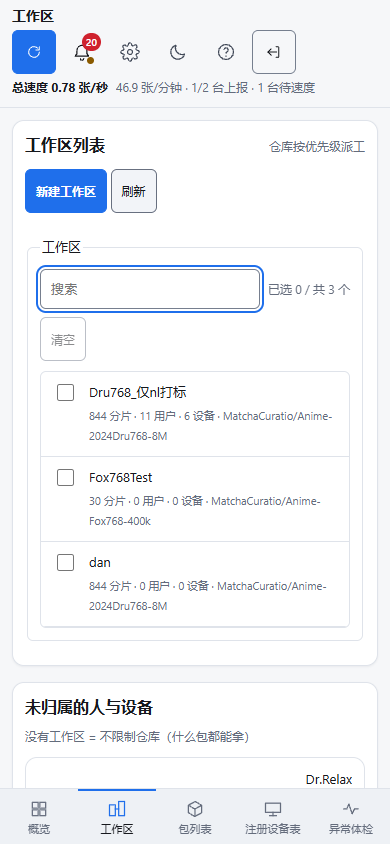 工作区
20
总速度 0.78 张/秒 46.9 张/分钟 · 1/2 台上报 · 1 台待速度
工作区列表
仓库按优先级派工
新建工作区
刷新
工作区
搜索
已选 0 / 共 3 个
清空
Dru768_仅nl打标
844 分片 · 11 用户 · 6 设备 · MatchaCuratio/Anime-
2024Dru768-8M
Fox768Test
30 分片 · 0 用户 · 0 设备 · MatchaCuratio/Anime-
Fox768-400k
dan
844 分片 · 0 用户 · 0 设备 · MatchaCuratio/Anime-
2024Dru768-8M
未归属的人与设备
没有工作区 = 不限制仓库（什么包都能拿）
Dr.Relax
概览
工作区
包列表
注册设备表
异常体检